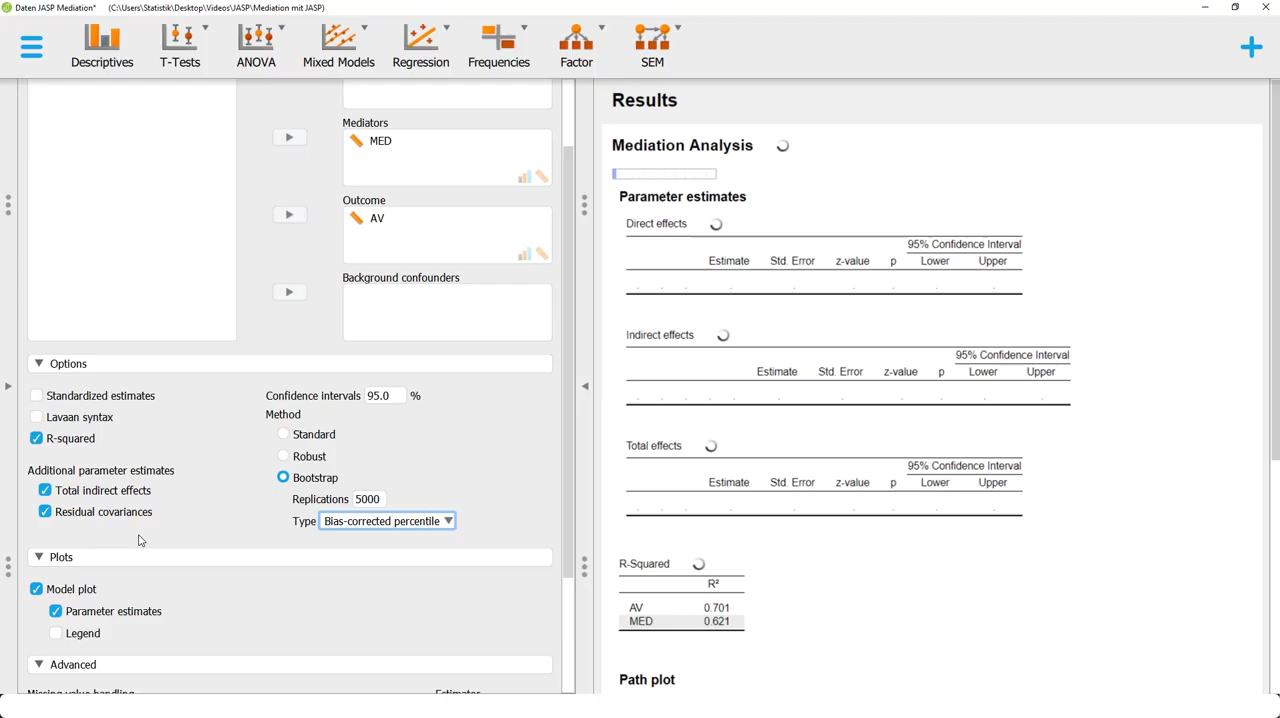 Daten JASP Mediation* (C:\Users\Statistik\Desktop\Videos\JASP\Mediation mit JASP)
Descriptives T-Tests ANOVA Mixed Models Regression Frequencies Factor SEM
Mediators
MED
Outcome
AV
Background confounders
Options
Standardized estimates
Lavaan syntax
R-squared
Additional parameter estimates
Total indirect effects
Residual covariances
Confidence intervals 95.0 %
Method
Standard
Robust
Bootstrap
Replications 5000
Type Bias-corrected percentile
Plots
Model plot
Parameter estimates
Legend
Advanced
Missing value handling Estimator
Results
Mediation Analysis
Parameter estimates
Direct effects
95% Confidence Interval
Estimate Std. Error z-value p Lower Upper
. . . . . . .
Indirect effects
95% Confidence Interval
Estimate Std. Error z-value p Lower Upper
. . . . . . .
Total effects
95% Confidence Interval
Estimate Std. Error z-value p Lower Upper
. . . . . . .
R-Squared
R²
AV 0.701
MED 0.621
Path plot